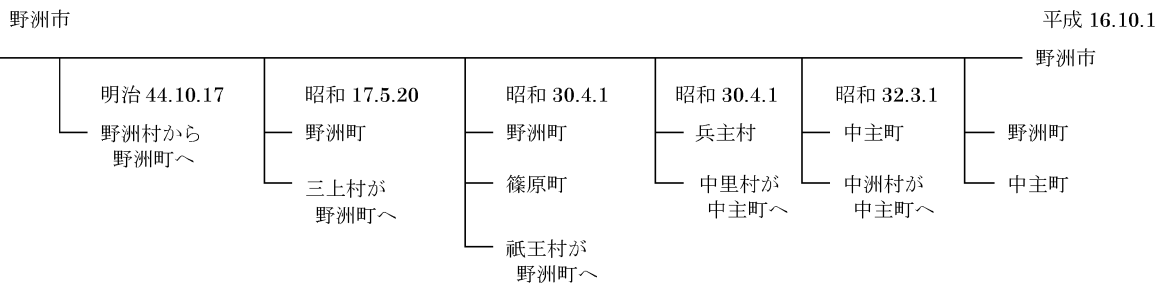 野洲市
平成 16.10.1
野洲市
明治 44.10.17
野洲村から
野洲町へ
昭和 17.5.20
野洲町
三上村が
野洲町へ
昭和 30.4.1
野洲町
篠原町
祇王村が
野洲町へ
昭和 30.4.1
兵主村
中里村が
中主町へ
昭和 32.3.1
中主町
中洲村が
中主町へ
野洲町
中主町